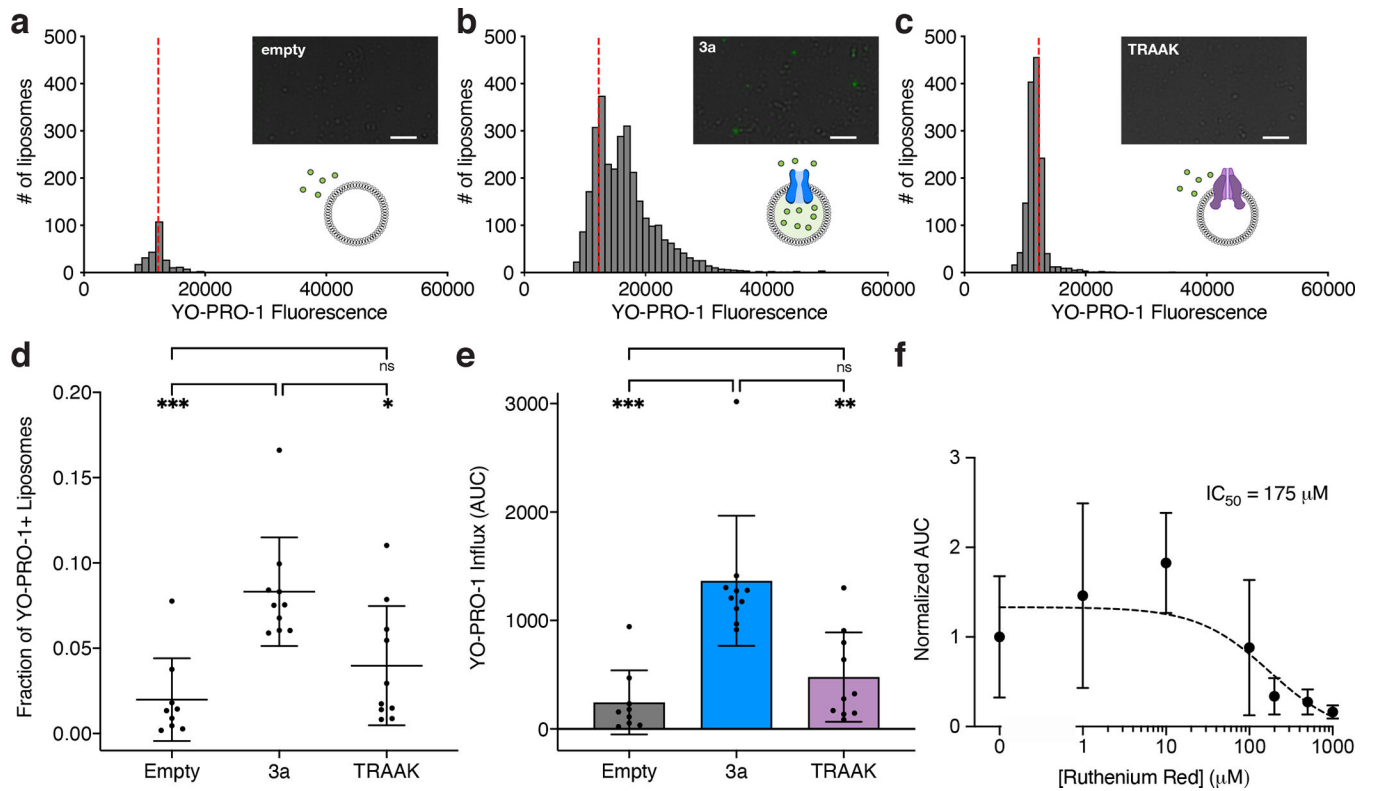 a
500
400
300
200
100
0
# of liposomes
empty
0 20000 40000 60000
YO-PRO-1 Fluorescence
b
500
400
300
200
100
0
# of liposomes
3a
0 20000 40000 60000
YO-PRO-1 Fluorescence
c
500
400
300
200
100
0
# of liposomes
TRAAK
0 20000 40000 60000
YO-PRO-1 Fluorescence
d
ns
*** *
0.20
0.15
0.10
0.05
0.00
Fraction of YO-PRO-1+ Liposomes
Empty 3a TRAAK
e
ns
*** **
3000
2000
1000
0
YO-PRO-1 Influx (AUC)
Empty 3a TRAAK
f
3
2
1
0
Normalized AUC
IC50 = 175 μM
0 1 10 100 1000
[Ruthenium Red] (μM)